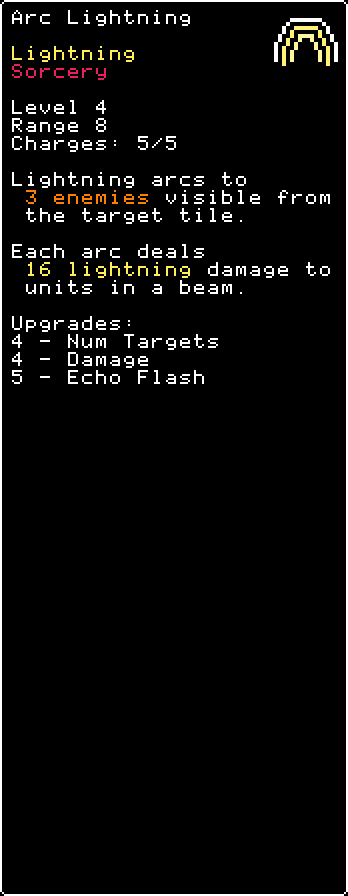 Arc Lightning
Lightning
Sorcery
Level 4
Range 8
Charges: 5/5
Lightning arcs to
3 enemies visible from
the target tile.
Each arc deals
16 lightning damage to
units in a beam.
Upgrades:
4 - Num Targets
4 - Damage
5 - Echo Flash